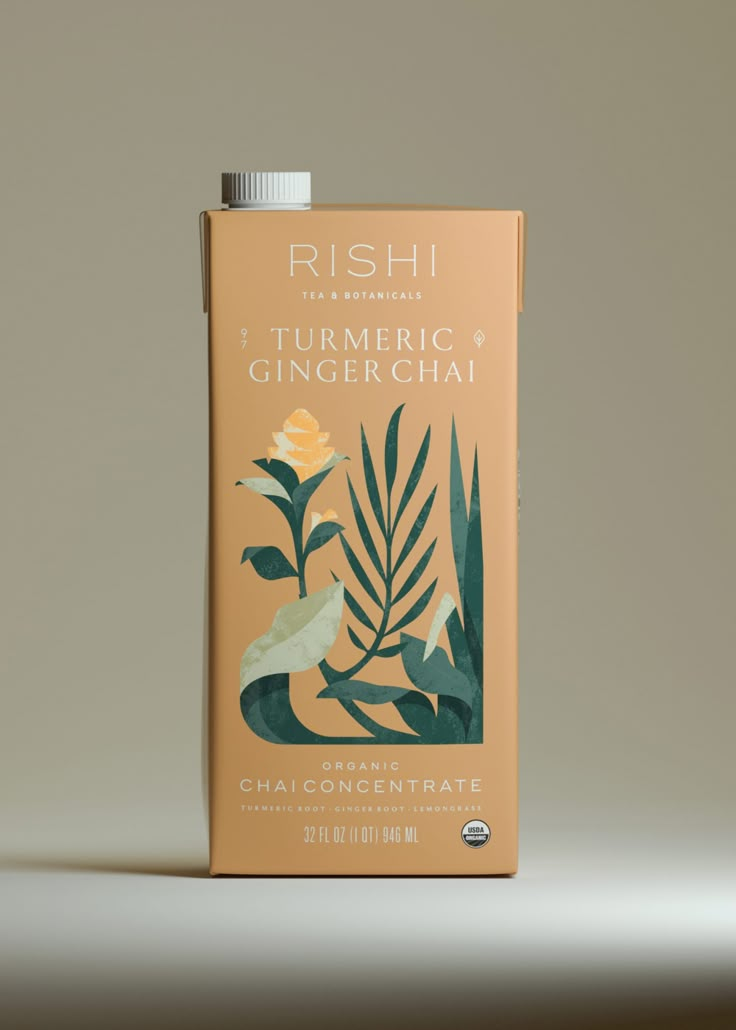 RISHI
TEA & BOTANICALS
97
TURMERIC
GINGER CHAI
ORGANIC
CHAI CONCENTRATE
TURMERIC ROOT · GINGER ROOT · LEMONGRASS
32 FL OZ (1 QT) 946 ML
USDA
ORGANIC